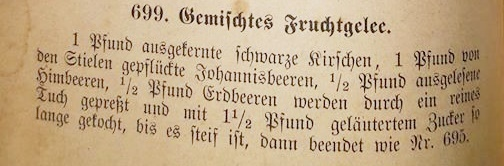 699. Gemischtes Fruchtgelee.
1 Pfund ausgekernte schwarze Kirschen, 1 Pfund von
den Stielen gepflückte Johannisbeeren, 1/2 Pfund ausgelesene
Himbeeren, 1/2 Pfund Erdbeeren werden durch ein reines
Tuch gepreßt und mit 1 1/2 Pfund geläutertem Zucker so
lange gekocht, bis es steif ist, dann beendet wie Nr. 695.